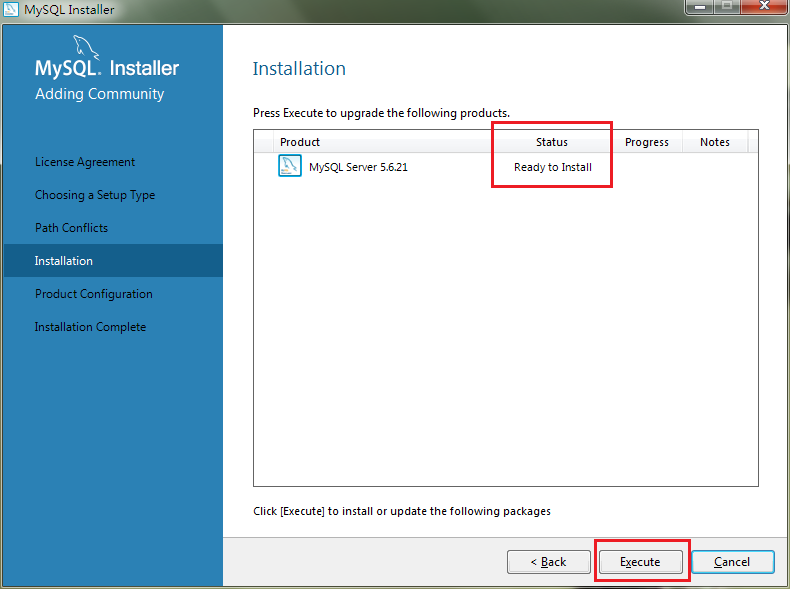 MySQL Installer
MySQL. Installer
Adding Community
License Agreement
Choosing a Setup Type
Path Conflicts
Installation
Product Configuration
Installation Complete
Installation
Press Execute to upgrade the following products.
Product Status Progress Notes
MySQL Server 5.6.21 Ready to Install
Click [Execute] to install or update the following packages
< Back Execute Cancel